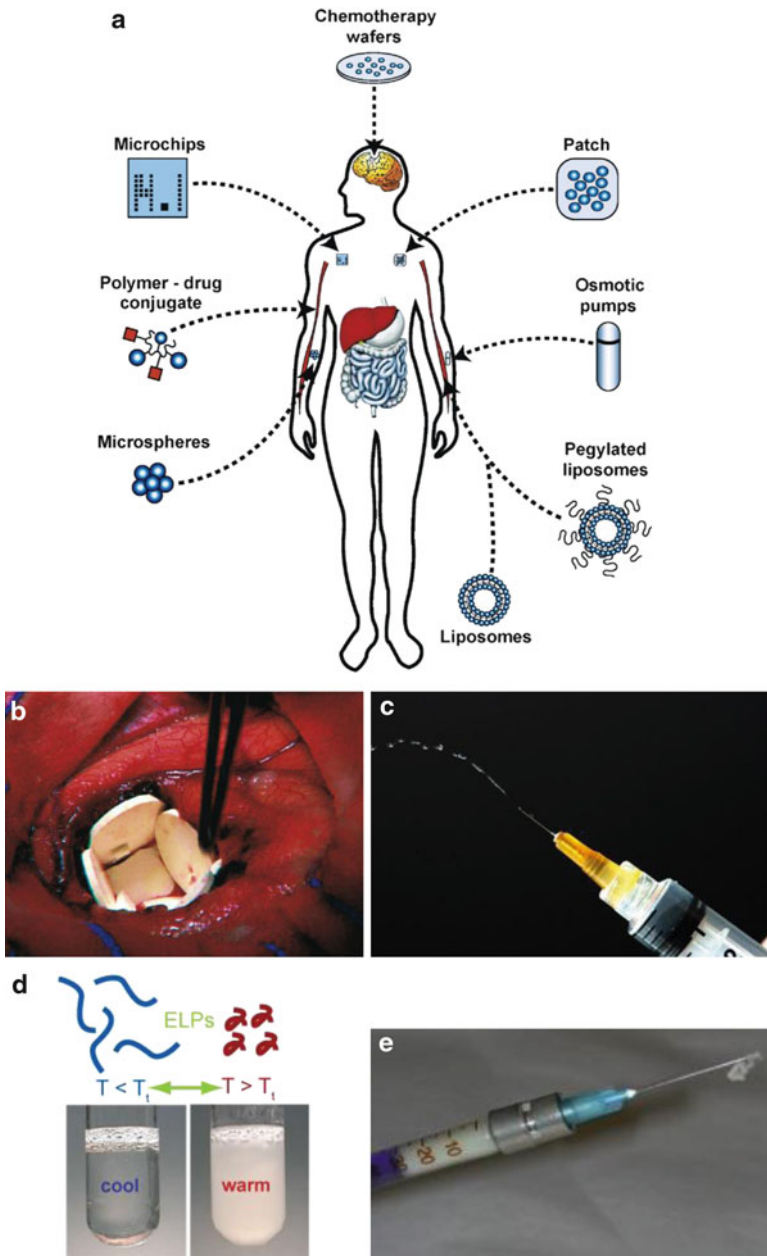 a
Chemotherapy
wafers
Microchips
Patch
Polymer - drug
conjugate
Osmotic
pumps
Microspheres
Pegylated
liposomes
Liposomes
b
c
d
ELPs
T < Tt
T > Tt
cool
warm
e
20
10